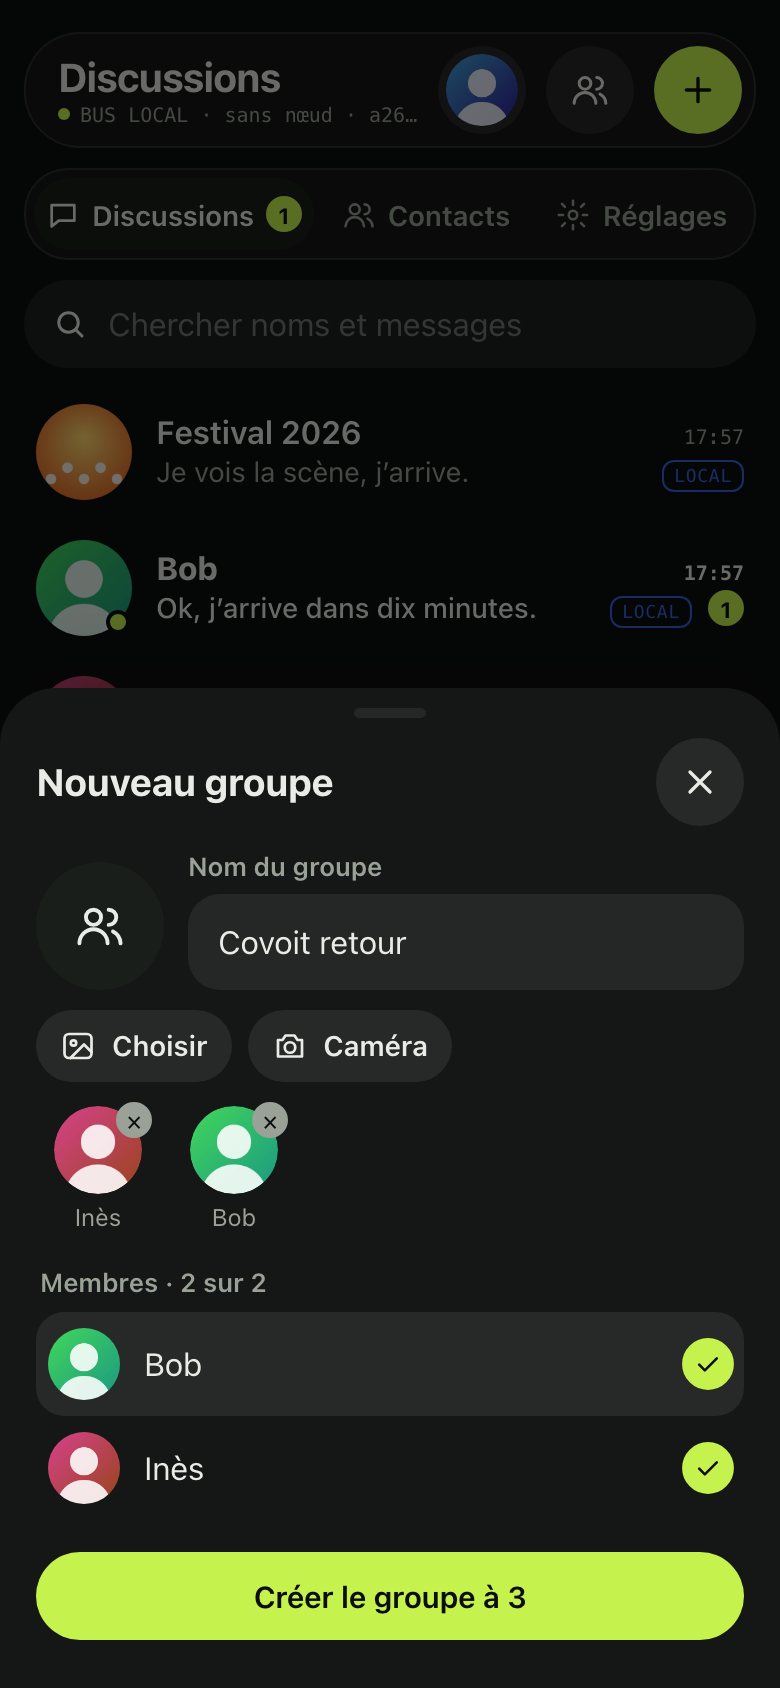 Discussions
BUS LOCAL · sans nœud · a26…
Discussions 1
Contacts
Réglages
Chercher noms et messages
Festival 2026
17:57
Je vois la scène, j’arrive.
LOCAL
Bob
17:57
Ok, j’arrive dans dix minutes.
LOCAL
1
Nouveau groupe
Nom du groupe
Covoit retour
Choisir
Caméra
Inès
Bob
Membres · 2 sur 2
Bob
Inès
Créer le groupe à 3